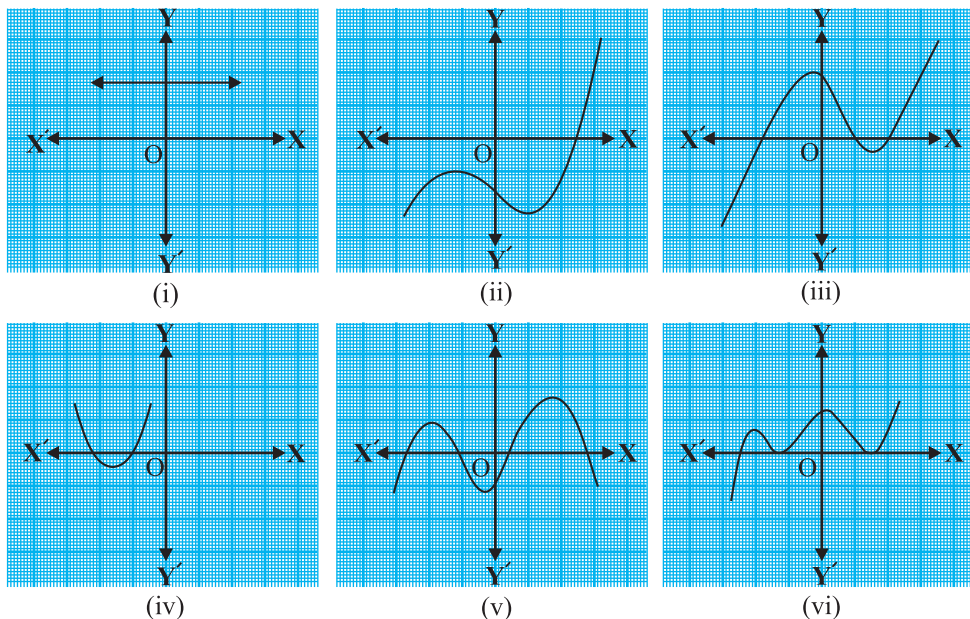 Y Y Y
X′ O X X′ O X X′ O X
Y′ Y′ Y′
(i) (ii) (iii)
Y Y Y
X′ O X X′ O X X′ O X
Y′ Y′ Y′
(iv) (v) (vi)